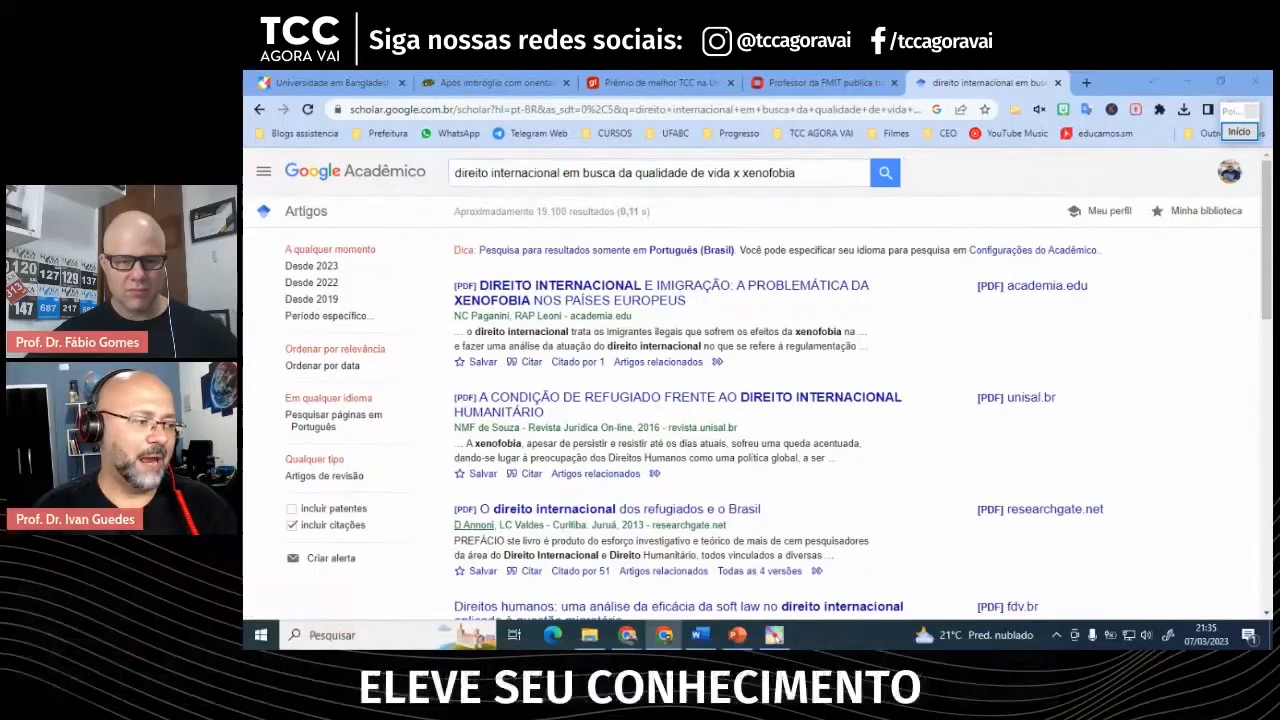 TCC
AGORA VAI
Siga nossas redes sociais: @tccagoravai /tccagoravai
Universidade em Banglades
Após imbróglio com orienta
Prêmio de melhor TCC na U
Professor da FMIT publica t
direito internacional em bus
scholar.google.com.br/scholar?hl=pt-BR&as_sdt=0%2C5&q=direito+internacional+em+busca+da+qualidade+de+vida+...
Início
Blogs assistencia Prefeitura WhatsApp Telegram Web CURSOS UFABC Progresso TCC AGORA VAI Filmes CEO YouTube Music educamos.sm
Google Acadêmico
direito internacional em busca da qualidade de vida x xenofobia
Artigos
Aproximadamente 19.100 resultados (0,11 s)
Meu perfil Minha biblioteca
A qualquer momento
Desde 2023
Desde 2022
Desde 2019
Período específico...
Ordenar por relevância
Ordenar por data
Em qualquer idioma
Pesquisar páginas em
Português
Qualquer tipo
Artigos de revisão
incluir patentes
incluir citações
Criar alerta
Dica: Pesquisa para resultados somente em Português (Brasil). Você pode especificar seu idioma para pesquisa em Configurações do Acadêmico..
[PDF] DIREITO INTERNACIONAL E IMIGRAÇÃO: A PROBLEMÁTICA DA
XENOFOBIA NOS PAÍSES EUROPEUS
NC Paganini, RAP Leoni - academia.edu
... o direito internacional trata os imigrantes ilegais que sofrem os efeitos da xenofobia na ...
e fazer uma análise da atuação do direito internacional no que se refere à regulamentação ...
Salvar Citar Citado por 1 Artigos relacionados
[PDF] academia.edu
[PDF] A CONDIÇÃO DE REFUGIADO FRENTE AO DIREITO INTERNACIONAL
HUMANITÁRIO
NMF de Souza - Revista Jurídica On-line, 2016 - revista.unisal.br
... A xenofobia, apesar de persistir e resistir até os dias atuais, sofreu uma queda acentuada,
dando-se lugar à preocupação dos Direitos Humanos como uma política global, a ser ...
Salvar Citar Artigos relacionados
[PDF] unisal.br
[PDF] O direito internacional dos refugiados e o Brasil
D Annoni, LC Valdes - Curitiba: Juruá, 2013 - researchgate.net
PREFÁCIO ste livro é produto do esforço investigativo e teórico de mais de cem pesquisadores
da área do Direito Internacional e Direito Humanitário, todos vinculados a diversas ...
Salvar Citar Citado por 51 Artigos relacionados Todas as 4 versões
[PDF] researchgate.net
Direitos humanos: uma análise da eficácia da soft law no direito internacional
[PDF] fdv.br
Pesquisar
21°C Pred. nublado
21:35
07/03/2023
120
127
129
137
313
147
687
217
Prof. Dr. Fábio Gomes
Prof. Dr. Ivan Guedes
ELEVE SEU CONHECIMENTO